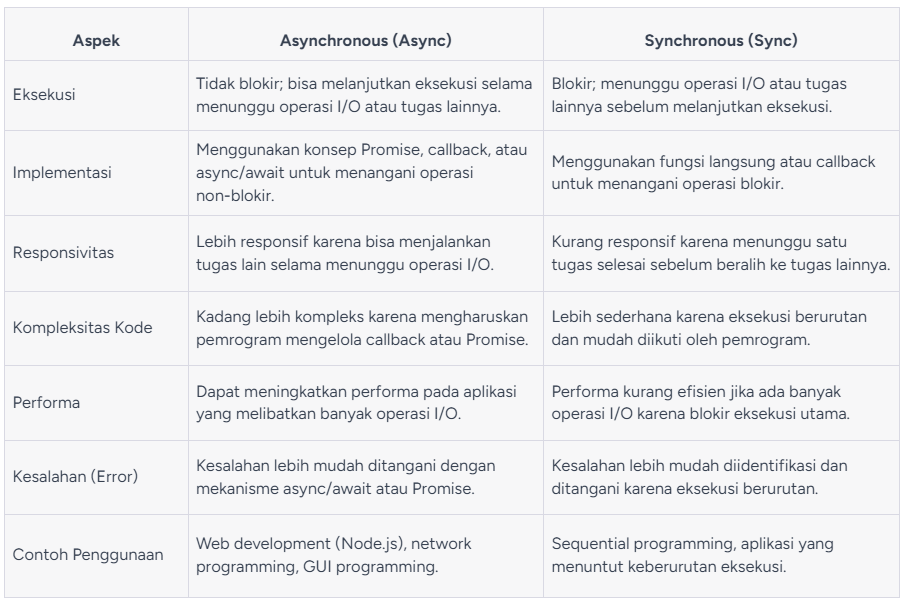 Aspek
Asynchronous (Async)
Synchronous (Sync)
Eksekusi
Tidak blokir; bisa melanjutkan eksekusi selama
menunggu operasi I/O atau tugas lainnya.
Blokir; menunggu operasi I/O atau tugas
lainnya sebelum melanjutkan eksekusi.
Implementasi
Menggunakan konsep Promise, callback, atau
async/await untuk menangani operasi
non-blokir.
Menggunakan fungsi langsung atau callback
untuk menangani operasi blokir.
Responsivitas
Lebih responsif karena bisa menjalankan
tugas lain selama menunggu operasi I/O.
Kurang responsif karena menunggu satu
tugas selesai sebelum beralih ke tugas lainnya.
Kompleksitas Kode
Kadang lebih kompleks karena mengharuskan
pemrogram mengelola callback atau Promise.
Lebih sederhana karena eksekusi berurutan
dan mudah diikuti oleh pemrogram.
Performa
Dapat meningkatkan performa pada aplikasi
yang melibatkan banyak operasi I/O.
Performa kurang efisien jika ada banyak
operasi I/O karena blokir eksekusi utama.
Kesalahan (Error)
Kesalahan lebih mudah ditangani dengan
mekanisme async/await atau Promise.
Kesalahan lebih mudah diidentifikasi dan
ditangani karena eksekusi berurutan.
Contoh Penggunaan
Web development (Node.js), network
programming, GUI programming.
Sequential programming, aplikasi yang
menuntut keberurutan eksekusi.